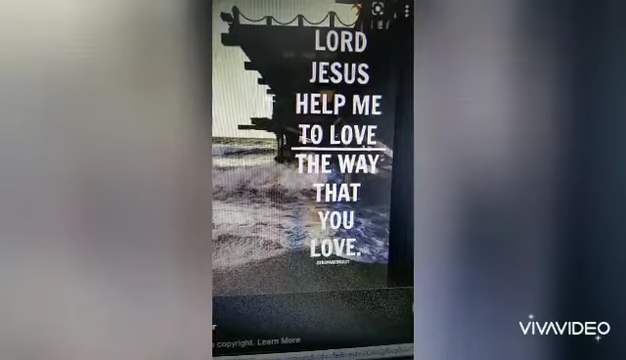 LORD
JESUS
HELP ME
TO LOVE
THE WAY
THAT
YOU
LOVE.
copyright. Learn More
VIVAVIDEO